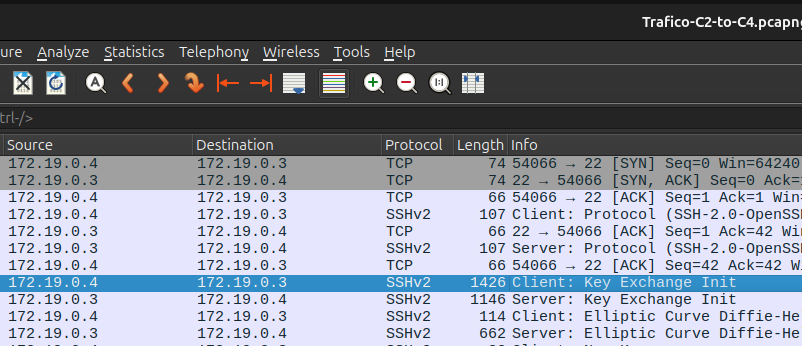 Trafico-C2-to-C4.pcapng
ure Analyze Statistics Telephony Wireless Tools Help
ctrl-/>
Source Destination Protocol Length Info
172.19.0.4 172.19.0.3 TCP 74 54066 → 22 [SYN] Seq=0 Win=64240
172.19.0.3 172.19.0.4 TCP 74 22 → 54066 [SYN, ACK] Seq=0 Ack=
172.19.0.4 172.19.0.3 TCP 66 54066 → 22 [ACK] Seq=1 Ack=1 Win=
172.19.0.4 172.19.0.3 SSHv2 107 Client: Protocol (SSH-2.0-OpenSS
172.19.0.3 172.19.0.4 TCP 66 22 → 54066 [ACK] Seq=1 Ack=42 Wi
172.19.0.3 172.19.0.4 SSHv2 107 Server: Protocol (SSH-2.0-OpenSS
172.19.0.4 172.19.0.3 TCP 66 54066 → 22 [ACK] Seq=42 Ack=42 W
172.19.0.4 172.19.0.3 SSHv2 1426 Client: Key Exchange Init
172.19.0.3 172.19.0.4 SSHv2 1146 Server: Key Exchange Init
172.19.0.4 172.19.0.3 SSHv2 114 Client: Elliptic Curve Diffie-He
172.19.0.3 172.19.0.4 SSHv2 662 Server: Elliptic Curve Diffie-He